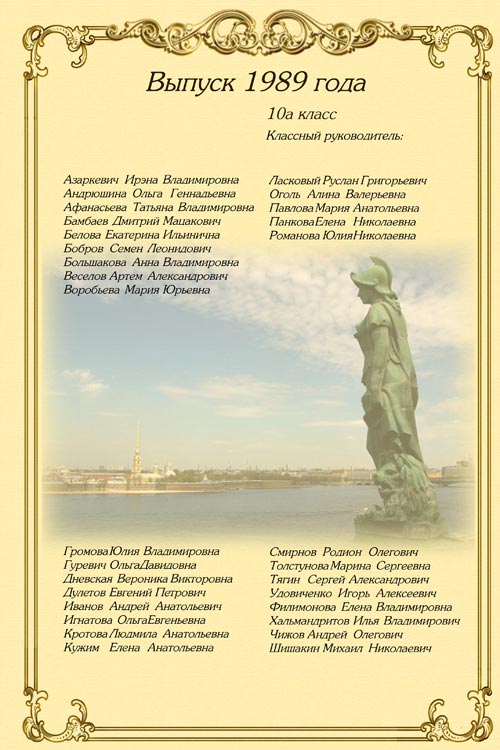 Выпуск 1989 года
10а класс
Классный руководитель:
Азаркевич Ирэна Владимировна
Андрюшина Ольга Геннадьевна
Афанасьева Татьяна Владимировна
Бамбаев Дмитрий Мацакович
Белова Екатерина Ильинична
Бобров Семен Леонидович
Большакова Анна Владимировна
Веселов Артем Александрович
Воробьева Мария Юрьевна
Громова Юлия Владимировна
Гуревич Ольга Давидовна
Дневская Вероника Викторовна
Дулетов Евгений Петрович
Иванов Андрей Анатольевич
Игнатова Ольга Евгеньевна
Кротова Людмила Анатольевна
Кужим Елена Анатольевна
Ласковый Руслан Григорьевич
Оголь Алина Валерьевна
Павлова Мария Анатольевна
Панкова Елена Николаевна
Романова Юлия Николаевна
Смирнов Родион Олегович
Толстунова Марина Сергеевна
Тягин Сергей Александрович
Удовиченко Игорь Алексеевич
Филимонова Елена Владимировна
Хальмандритов Илья Владимирович
Чижов Андрей Олегович
Шишакин Михаил Николаевич